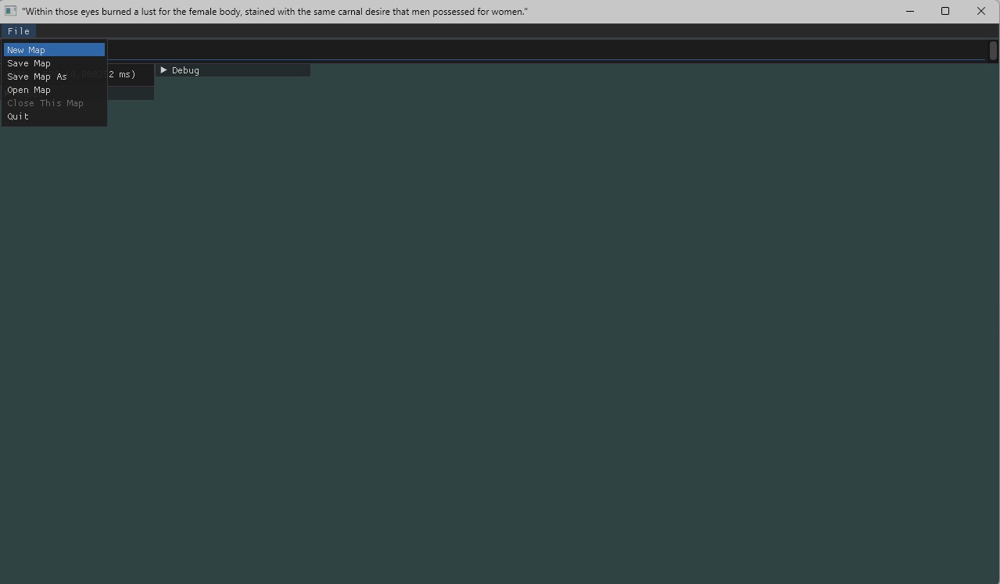 "Within those eyes burned a lust for the female body, stained with the same carnal desire that men possessed for women."
File
New Map
Save Map
2 ms)
Debug
Save Map As
Open Map
Close This Map
Quit